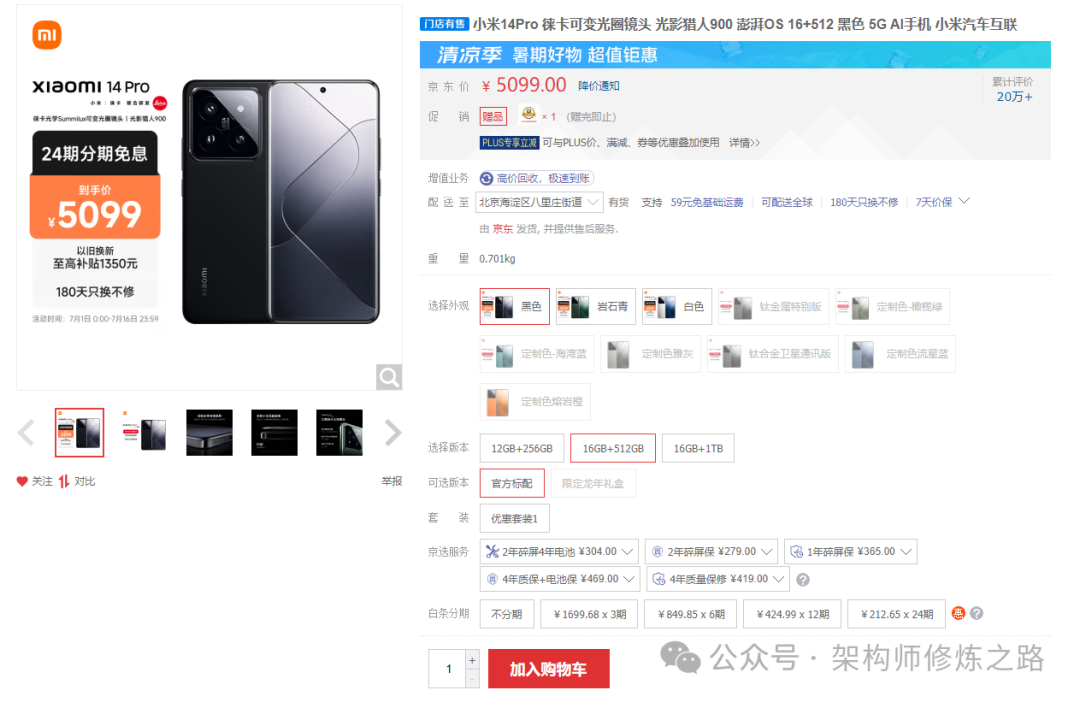 门店有售 小米14Pro 徕卡可变光圈镜头 光影猎人900 澎湃OS 16+512 黑色 5G AI手机 小米汽车互联
清凉季 暑期好物 超值钜惠
京东价 ¥ 5099.00 降价通知
累计评价
20万+
促销 赠品 × 1 (赠完即止)
PLUS专享立减 可与PLUS价、满减、券等优惠叠加使用 详情>>
增值业务 高价回收，极速到账
配送至 北京海淀区八里庄街道 有货 支持 59元免基础运费 可配送全球 180天只换不修 7天价保
由 京东 发货, 并提供售后服务.
重量 0.701kg
选择外观 黑色 岩石青 白色 钛金属特别版 定制色-橄榄绿
定制色-海湾蓝 定制色雅灰 钛合金卫星通讯版 定制色流星蓝
定制色熔岩橙
选择版本 12GB+256GB 16GB+512GB 16GB+1TB
可选版本 官方标配 限定龙年礼盒
套装 优惠套装1
京选服务 2年碎屏4年电池 ¥304.00 2年碎屏保 ¥279.00 1年碎屏保 ¥365.00
4年质保+电池保 ¥469.00 4年质量保修 ¥419.00 ?
白条分期 不分期 ¥1699.68 x 3期 ¥849.85 x 6期 ¥424.99 x 12期 ¥212.65 x 24期 惠 ?
1 + - 加入购物车
公众号 · 架构师修炼之路
mi
xiaomi 14 Pro
小米 | 徕卡 联合研发
徕卡光学Summilux可变光圈镜头 | 光影猎人900
24期分期免息
到手价
¥5099
以旧换新
至高补贴1350元
180天只换不修
活动时间：7月1日 0:00-7月16日 23:59
xiaomi
关注 对比 举报